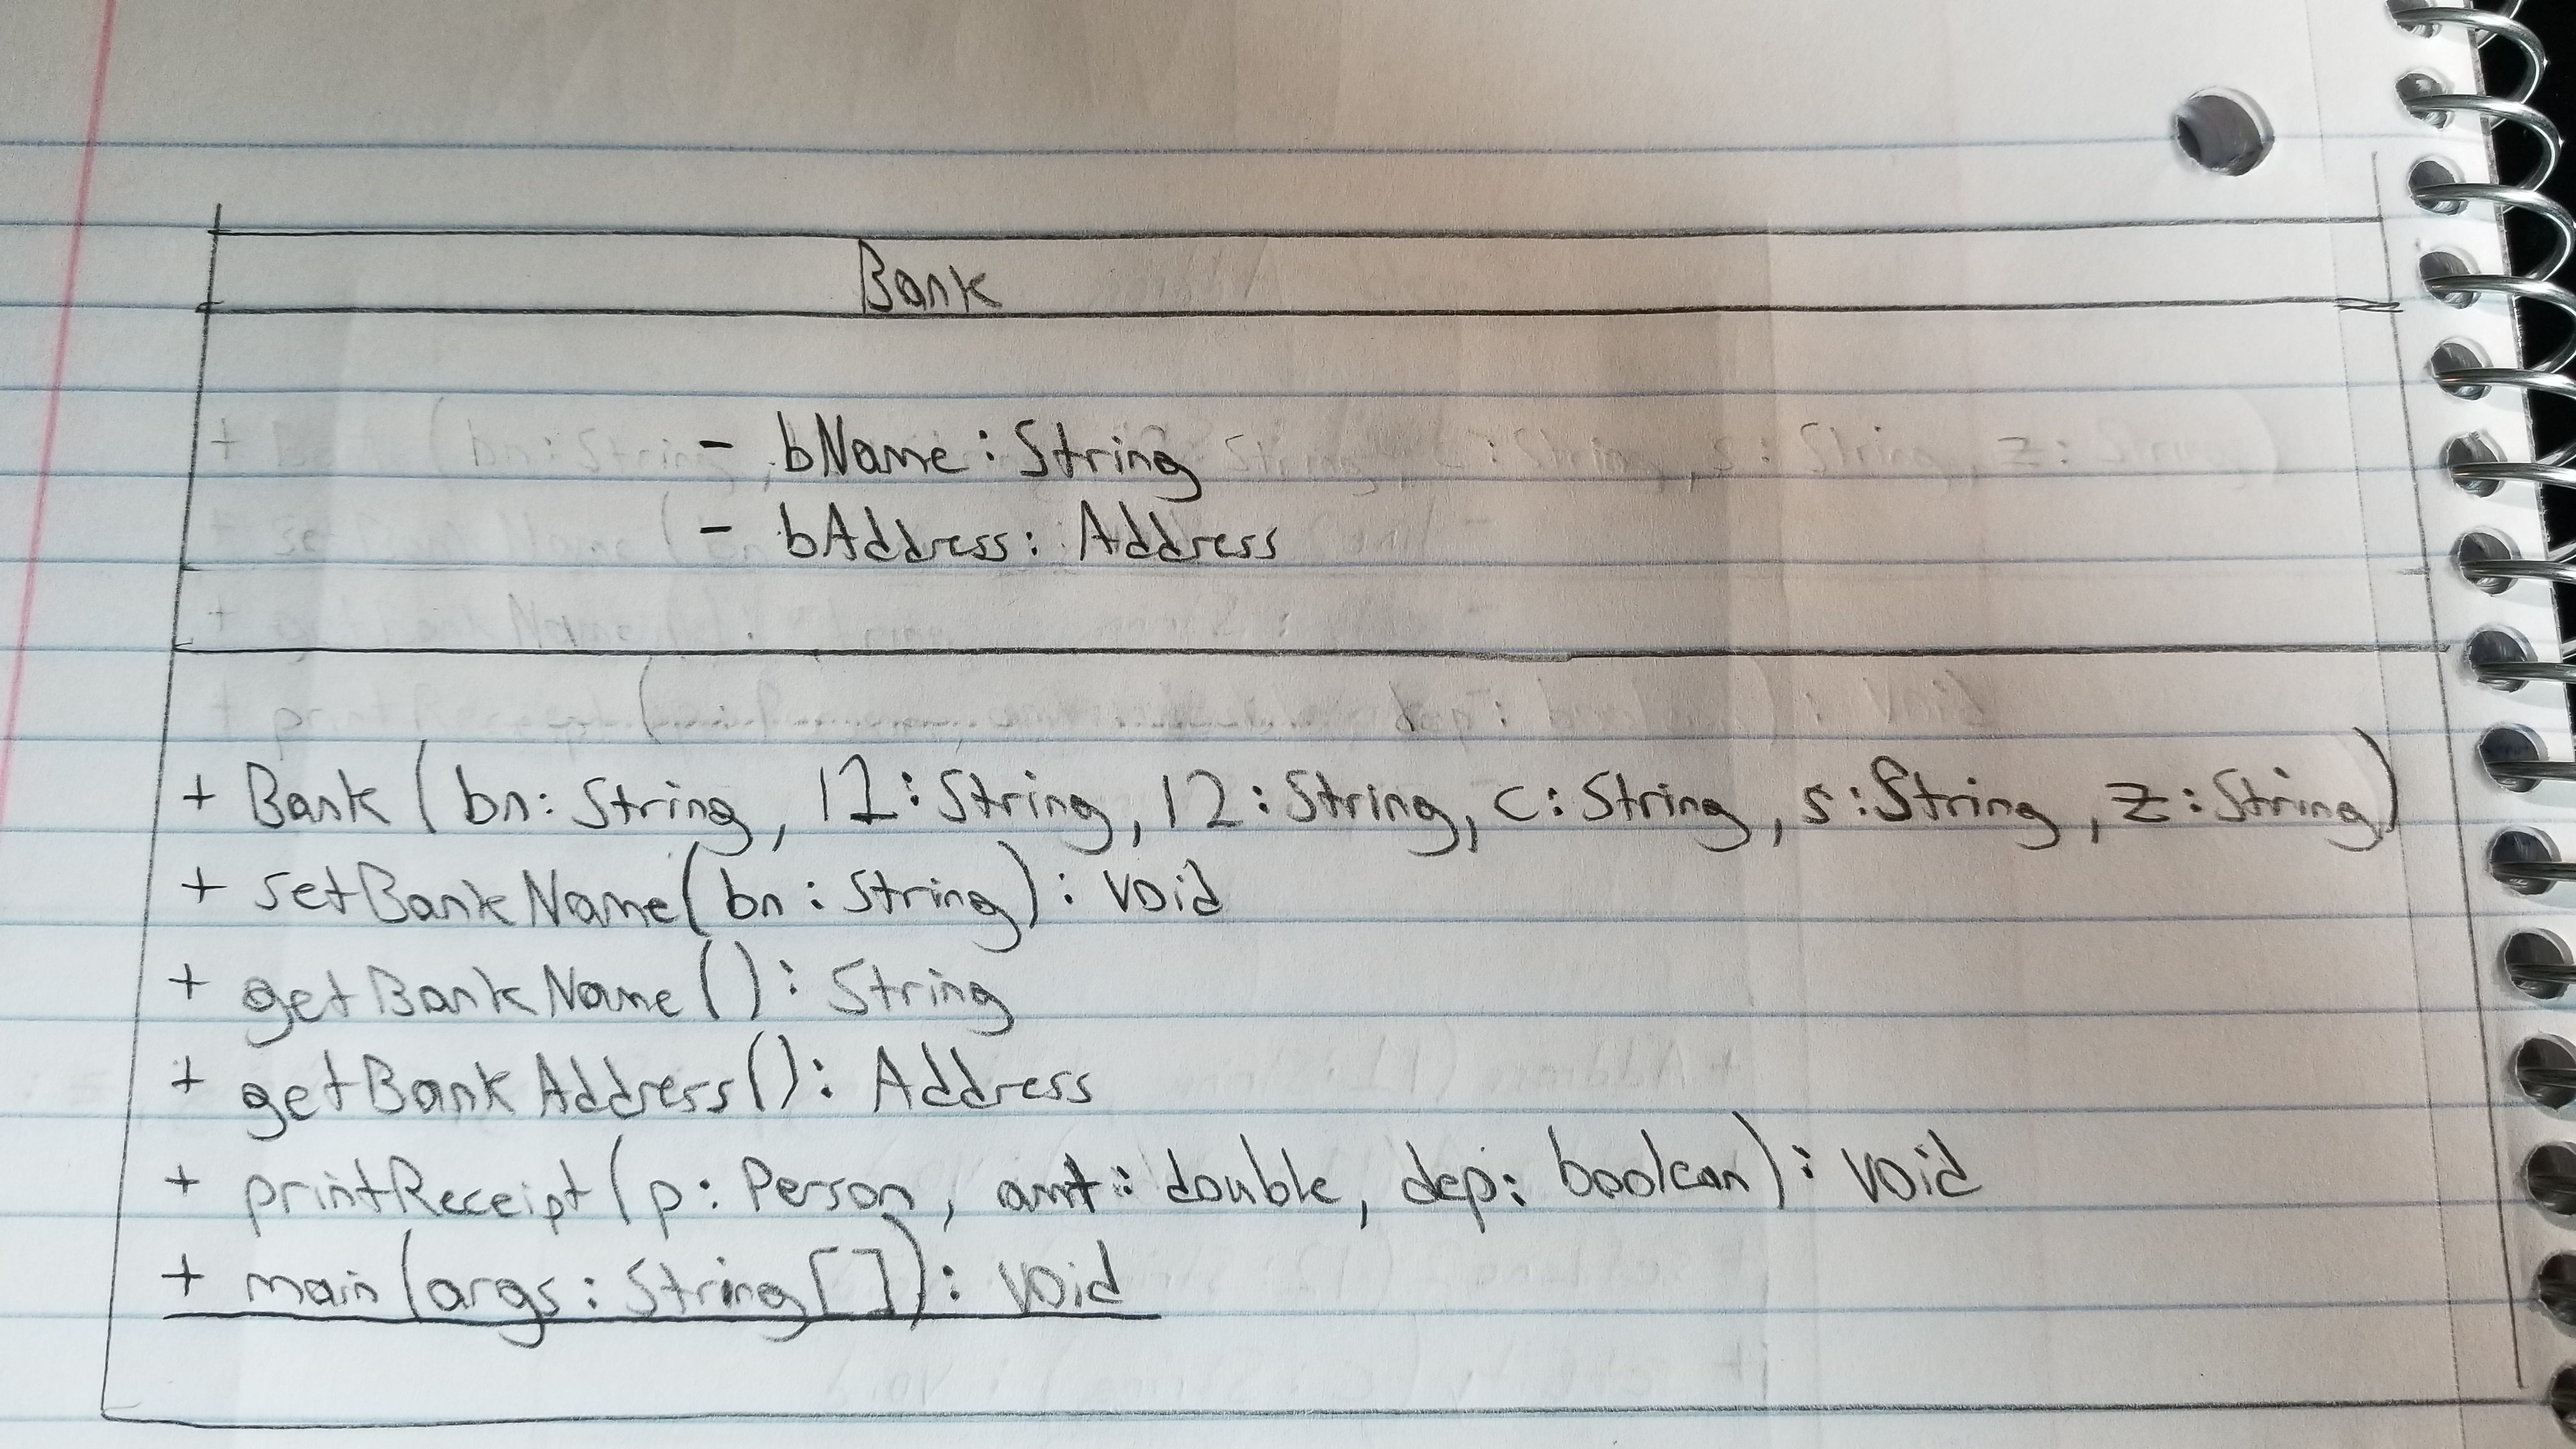 Bank
- bName : String
- bAddress : Address
+ Bank (bn: String, l1: String, l2: String, c: String, s: String, z: String)
+ setBankName(bn : String) : void
+ getBankName() : String
+ getBankAddress() : Address
+ printReceipt (p: Person, amt: double, dep: boolean) : void
+ main(args : String[]) : void